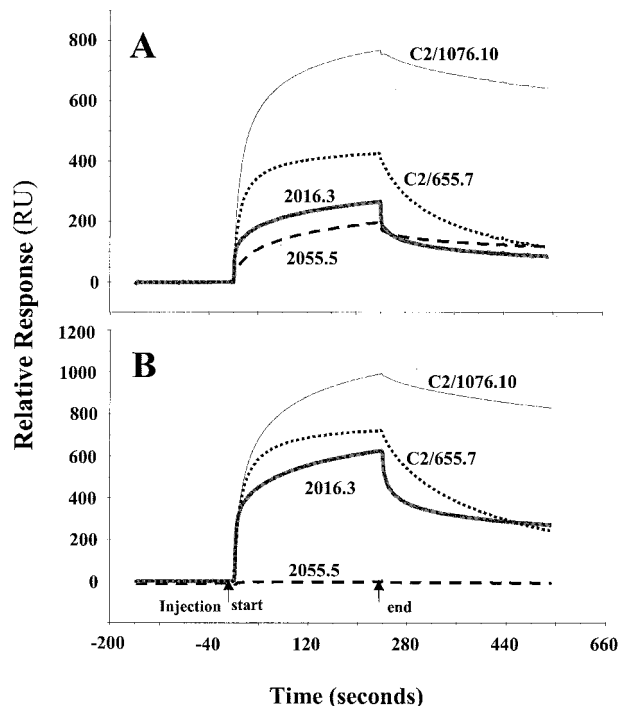 A
800
600
400
200
0
C2/1076.10
C2/655.7
2016.3
2055.5
Relative Response (RU)
B
1200
1000
800
600
400
200
0
-200
C2/1076.10
C2/655.7
2016.3
2055.5
Injection start
end
-200 -40 120 280 440 660
Time (seconds)